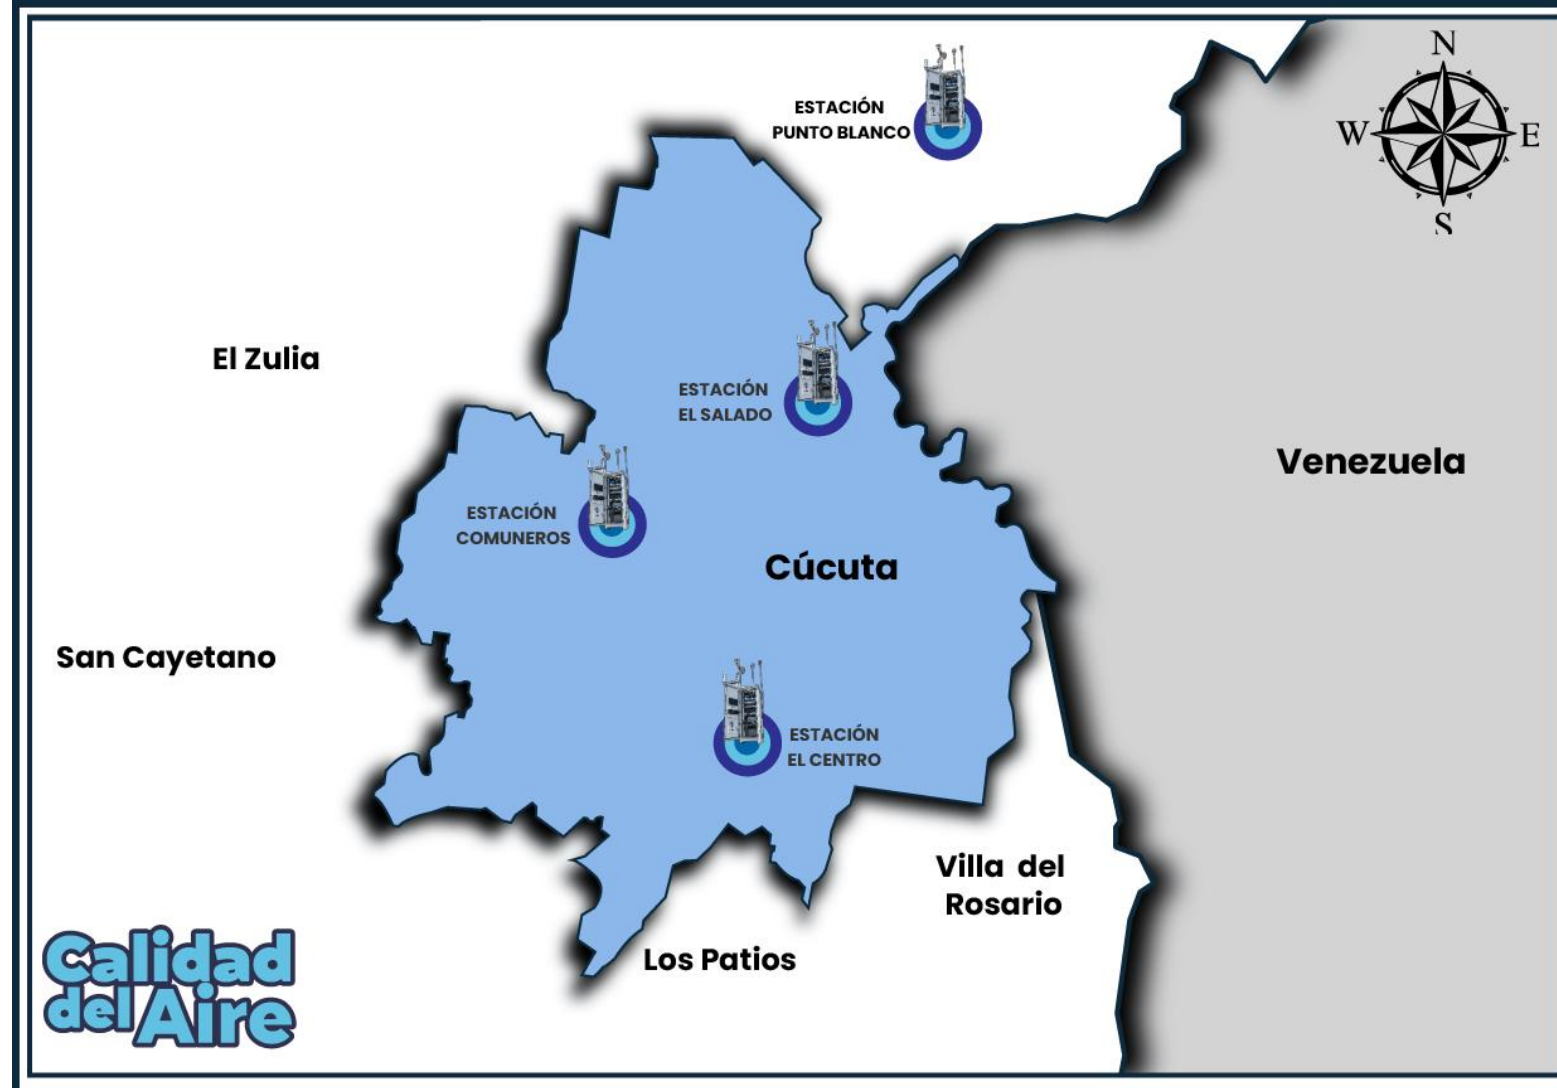 N
W
E
S
ESTACIÓN
PUNTO BLANCO
El Zulia
ESTACIÓN
EL SALADO
Venezuela
ESTACIÓN
COMUNEROS
Cúcuta
San Cayetano
ESTACIÓN
EL CENTRO
Villa del
Rosario
Los Patios
Calidad
del Aire